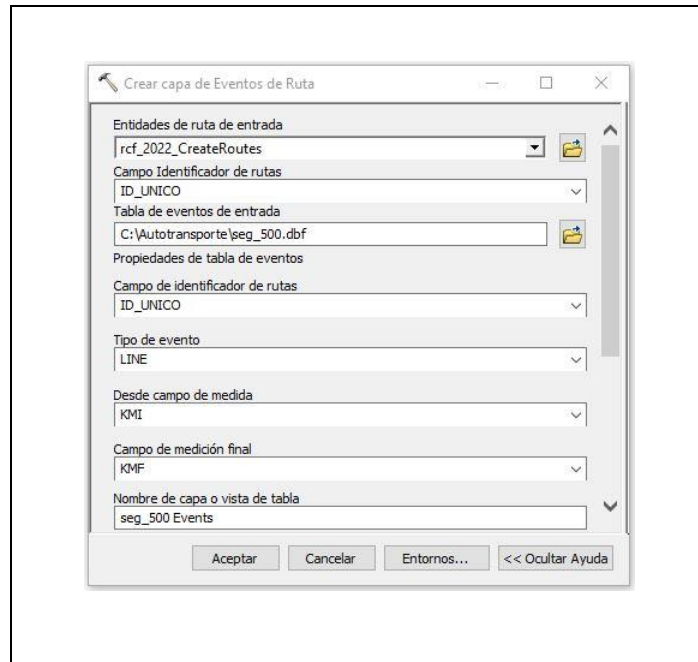 Crear capa de Eventos de Ruta
Entidades de ruta de entrada
rcf_2022_CreateRoutes
Campo Identificador de rutas
ID_UNICO
Tabla de eventos de entrada
C:\Autotransporte\seg_500.dbf
Propiedades de tabla de eventos
Campo de identificador de rutas
ID_UNICO
Tipo de evento
LINE
Desde campo de medida
KMI
Campo de medición final
KMF
Nombre de capa o vista de tabla
seg_500 Events
Aceptar Cancelar Entornos... << Ocultar Ayuda